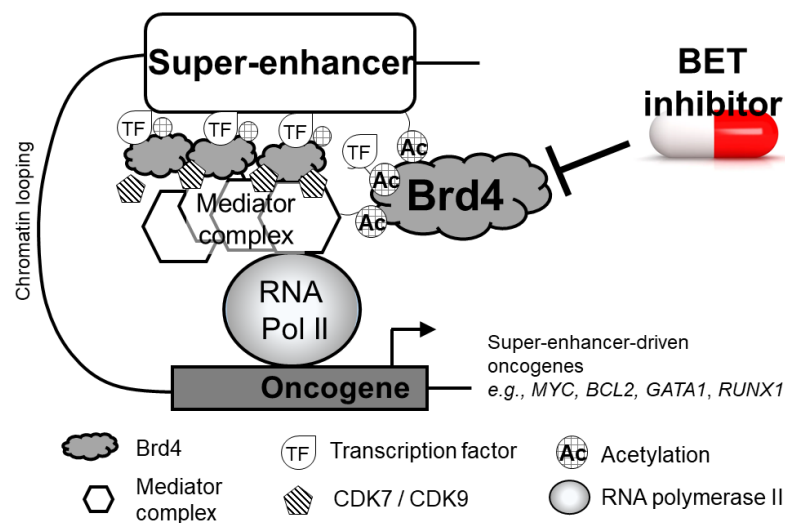 Super-enhancer
BET
inhibitor
TF
TF
TF
TF
Ac
Ac
Brd4
Ac
Mediator
complex
Chromatin looping
RNA
Pol II
Super-enhancer-driven
oncogenes
e.g., MYC, BCL2, GATA1, RUNX1
Oncogene
Brd4
TF Transcription factor
Ac Acetylation
Mediator
complex
CDK7 / CDK9
RNA polymerase II